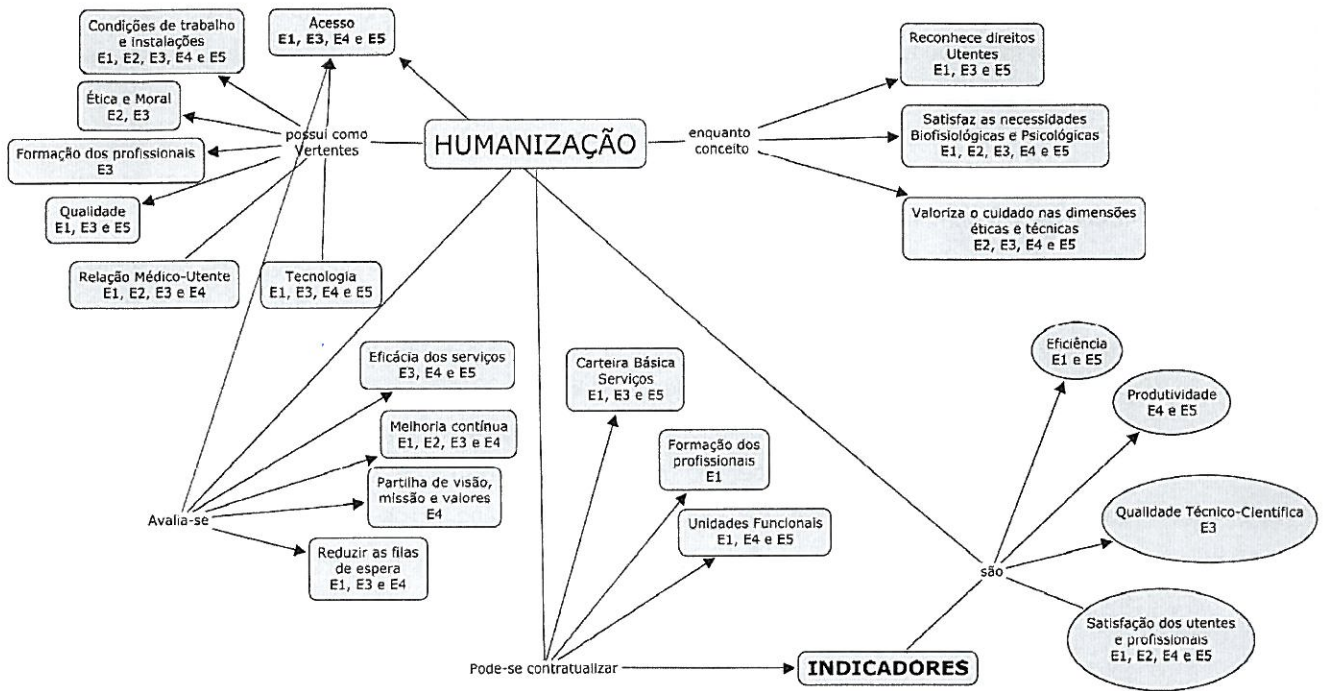 Condições de trabalho
e instalações
E1, E2, E3, E4 e E5
Acesso
E1, E3, E4 e E5
Ética e Moral
E2, E3
Formação dos profissionais
E3
Qualidade
E1, E3 e E5
Relação Médico-Utente
E1, E2, E3 e E4
Tecnologia
E1, E3, E4 e E5
possui como
Vertentes
HUMANIZAÇÃO
enquanto
conceito
Reconhece direitos
Utentes
E1, E3 e E5
Satisfaz as necessidades
Biofisiológicas e Psicológicas
E1, E2, E3, E4 e E5
Valoriza o cuidado nas dimensões
éticas e técnicas
E2, E3, E4 e E5
Avalia-se
Eficácia dos serviços
E3, E4 e E5
Melhoria contínua
E1, E2, E3 e E4
Partilha de visão,
missão e valores
E4
Reduzir as filas
de espera
E1, E3 e E4
Pode-se contratualizar
Carteira Básica
Serviços
E1, E3 e E5
Formação dos
profissionais
E1
Unidades Funcionais
E1, E4 e E5
INDICADORES
são
Eficiência
E1 e E5
Produtividade
E4 e E5
Qualidade Técnico-Científica
E3
Satisfação dos utentes
e profissionais
E1, E2, E4 e E5